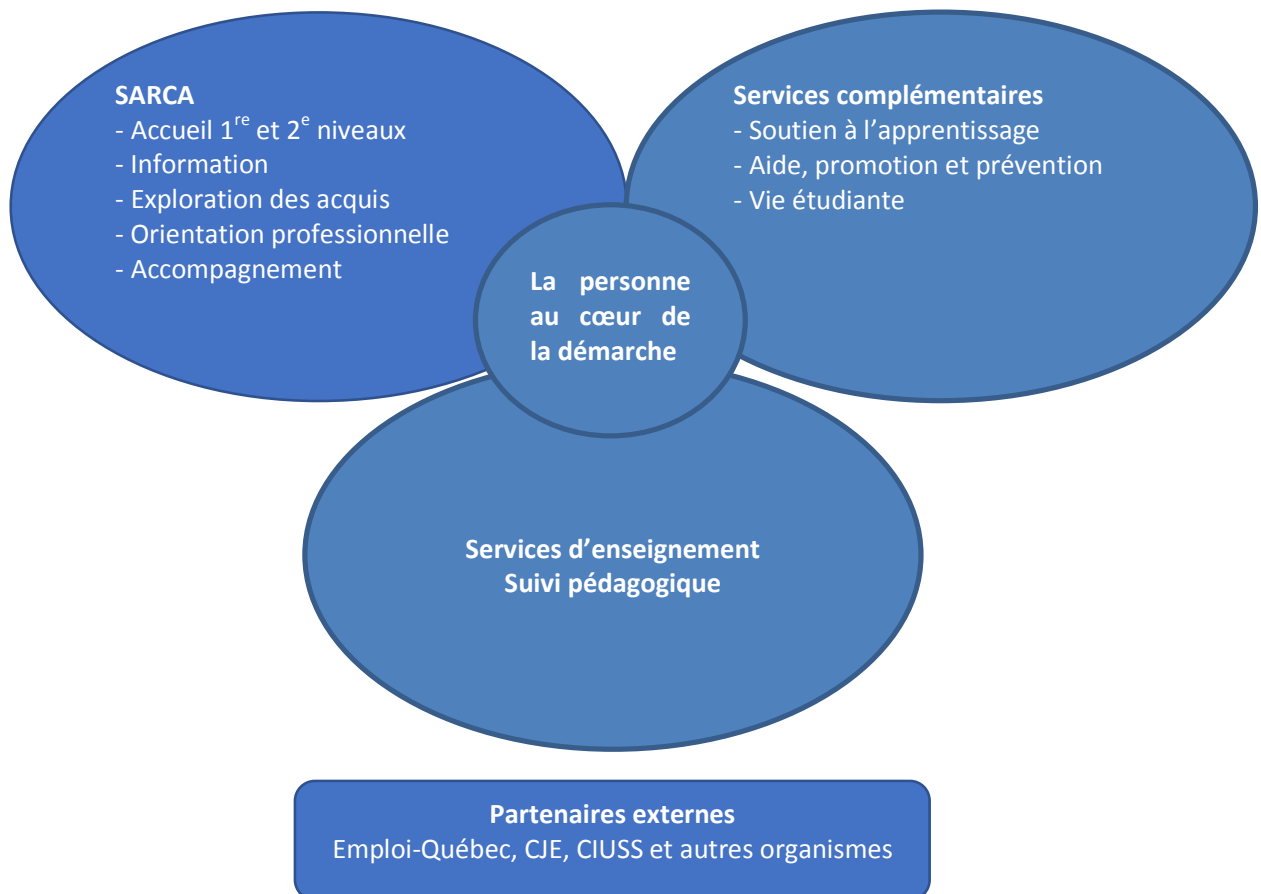 SARCA
- Accueil 1re et 2e niveaux
- Information
- Exploration des acquis
- Orientation professionnelle
- Accompagnement
Services complémentaires
- Soutien à l’apprentissage
- Aide, promotion et prévention
- Vie étudiante
La personne
au cœur de
la démarche
Services d’enseignement
Suivi pédagogique
Partenaires externes
Emploi-Québec, CJE, CIUSS et autres organismes